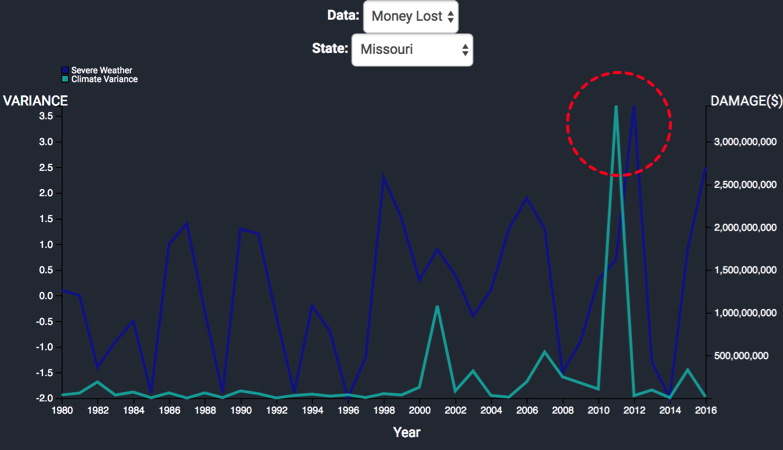 Data: Money Lost
State: Missouri
Severe Weather
Climate Variance
VARIANCE
DAMAGE($)
3.5
3.0
2.5
2.0
1.5
1.0
0.5
0.0
-0.5
-1.0
-1.5
-2.0
3,000,000,000
2,500,000,000
2,000,000,000
1,500,000,000
1,000,000,000
500,000,000
1980 1982 1984 1986 1988 1990 1992 1994 1996 1998 2000 2002 2004 2006 2008 2010 2012 2014 2016
Year